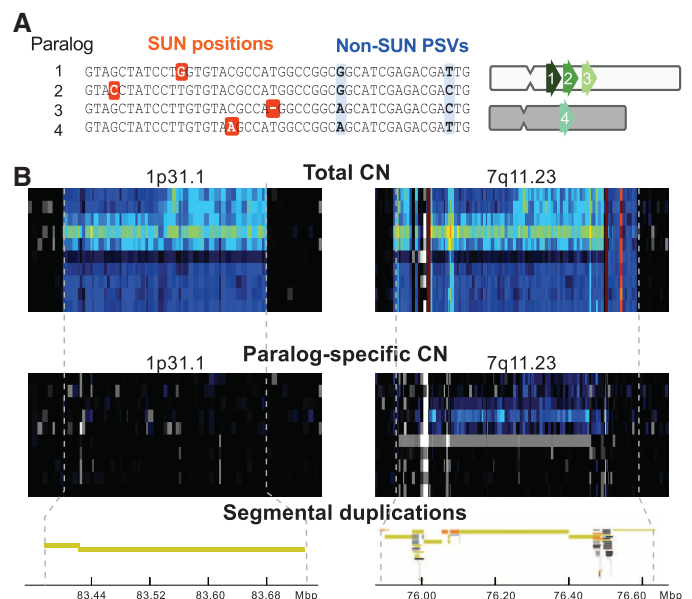 A
Paralog SUN positions Non-SUN PSVs
1 GTAGCTATCCTGGTGTACGCCATGGCCGGCGGCATCGAGACGATTG
2 GTACCTATCCTTGTGTACGCCATGGCCGGCGGCATCGAGACGACTG
3 GTAGCTATCCTTGTGTACGCCA-GGCCGGCAGCATCGAGACGACTG
4 GTAGCTATCCTTGTGTAAGCCATGGCCGGCAGCATCGAGACGATTG
1 2 3
4
B
Total CN
1p31.1 7q11.23
Paralog-specific CN
1p31.1 7q11.23
Segmental duplications
83.44 83.52 83.60 83.68 Mbp
76.00 76.20 76.40 76.60 Mbp